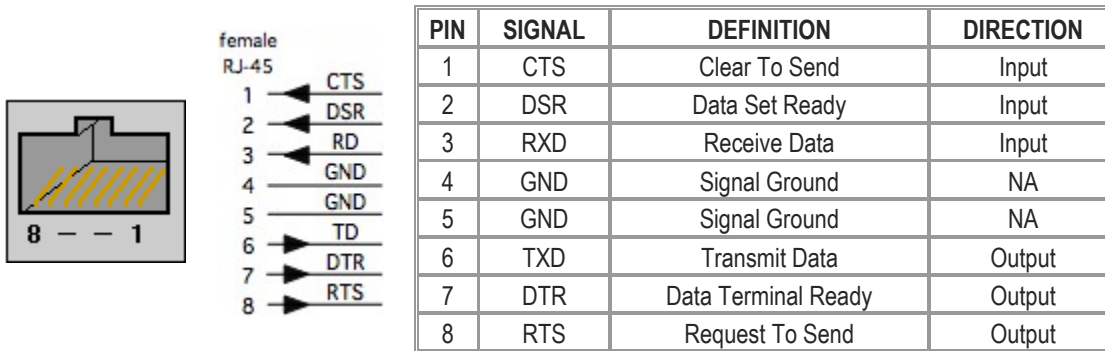 8 – – 1
female
RJ-45
1 CTS
2 DSR
3 RD
4 GND
5 GND
6 TD
7 DTR
8 RTS
PIN SIGNAL DEFINITION DIRECTION
1 CTS Clear To Send Input
2 DSR Data Set Ready Input
3 RXD Receive Data Input
4 GND Signal Ground NA
5 GND Signal Ground NA
6 TXD Transmit Data Output
7 DTR Data Terminal Ready Output
8 RTS Request To Send Output